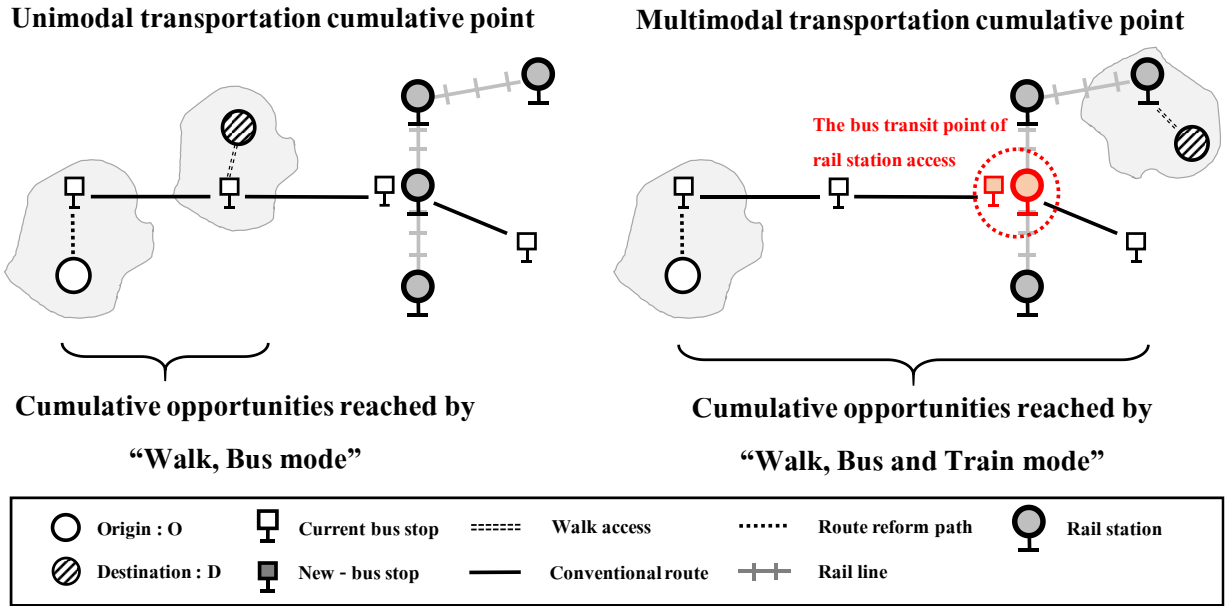 Unimodal transportation cumulative point
Multimodal transportation cumulative point
The bus transit point of
rail station access
Cumulative opportunities reached by
“Walk, Bus mode”
Cumulative opportunities reached by
“Walk, Bus and Train mode”
Origin : O
Current bus stop
Walk access
Route reform path
Rail station
Destination : D
New - bus stop
Conventional route
Rail line